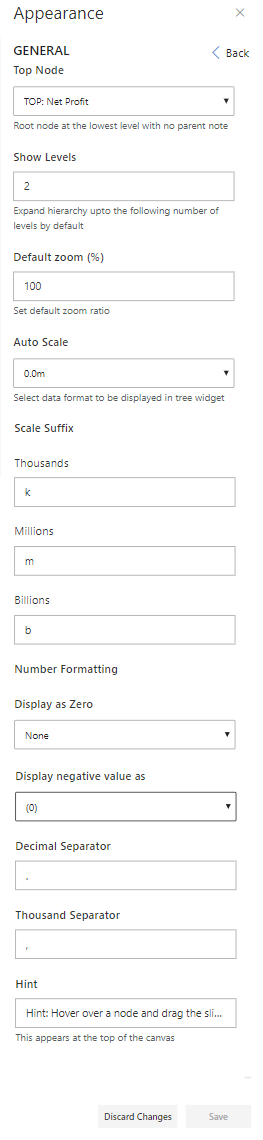 Appearance
GENERAL
Back
Top Node
TOP: Net Profit
Root node at the lowest level with no parent note
Show Levels
2
Expand hierarchy upto the following number of
levels by default
Default zoom (%)
100
Set default zoom ratio
Auto Scale
0.0m
Select data format to be displayed in tree widget
Scale Suffix
Thousands
k
Millions
m
Billions
b
Number Formatting
Display as Zero
None
Display negative value as
(0)
Decimal Separator
.
Thousand Separator
,
Hint
Hint: Hover over a node and drag the sli...
This appears at the top of the canvas
Discard Changes
Save